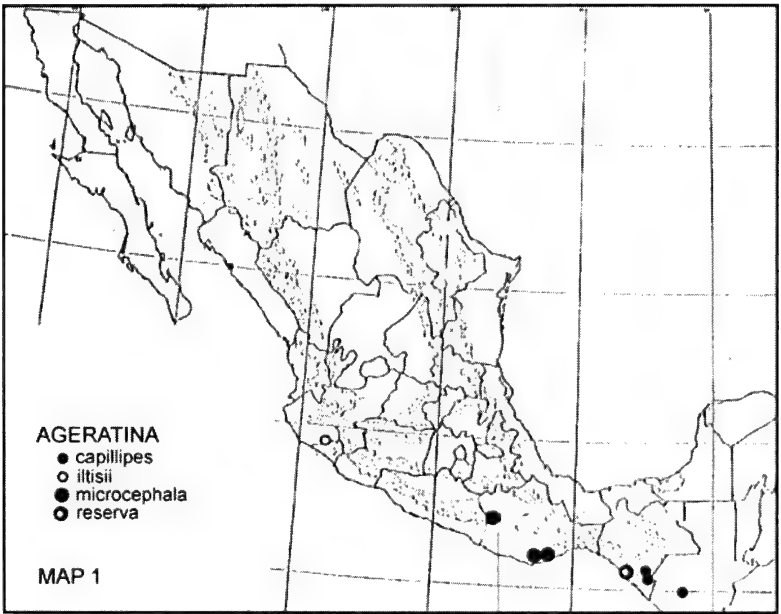 AGERATINA
capillipes
iltisii
microcephala
reserva
MAP 1